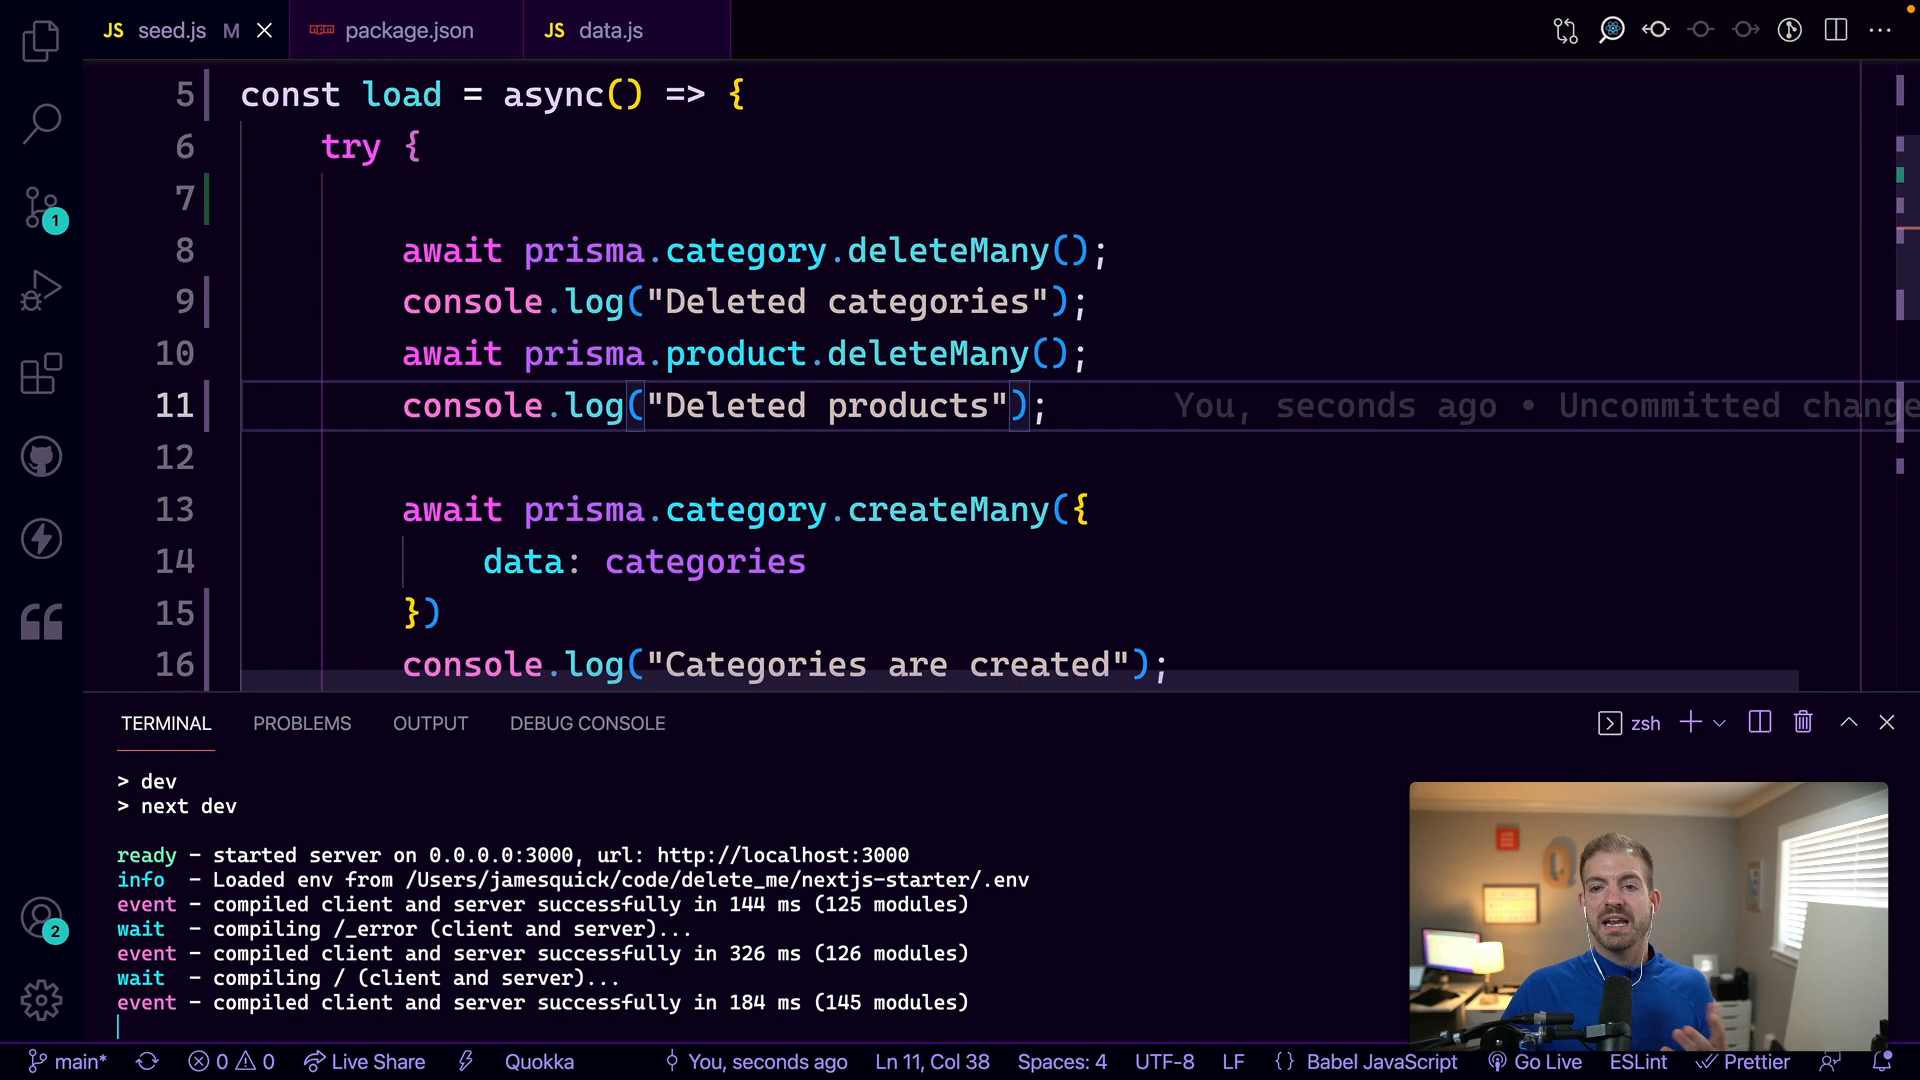 JS seed.js M
npm package.json
JS data.js
5 const load = async() => {
6 try {
7
8 await prisma.category.deleteMany();
9 console.log("Deleted categories");
10 await prisma.product.deleteMany();
11 console.log("Deleted products"); You, seconds ago • Uncommitted change
12
13 await prisma.category.createMany({
14 data: categories
15 })
16 console.log("Categories are created");
1
2
TERMINAL PROBLEMS OUTPUT DEBUG CONSOLE zsh
> dev
> next dev
ready - started server on 0.0.0.0:3000, url: http://localhost:3000
info - Loaded env from /Users/jamesquick/code/delete_me/nextjs-starter/.env
event - compiled client and server successfully in 144 ms (125 modules)
wait - compiling /_error (client and server)...
event - compiled client and server successfully in 326 ms (126 modules)
wait - compiling / (client and server)...
event - compiled client and server successfully in 184 ms (145 modules)
main* 0 0 Live Share Quokka You, seconds ago Ln 11, Col 38 Spaces: 4 UTF-8 LF {} Babel JavaScript Go Live ESLint Prettier